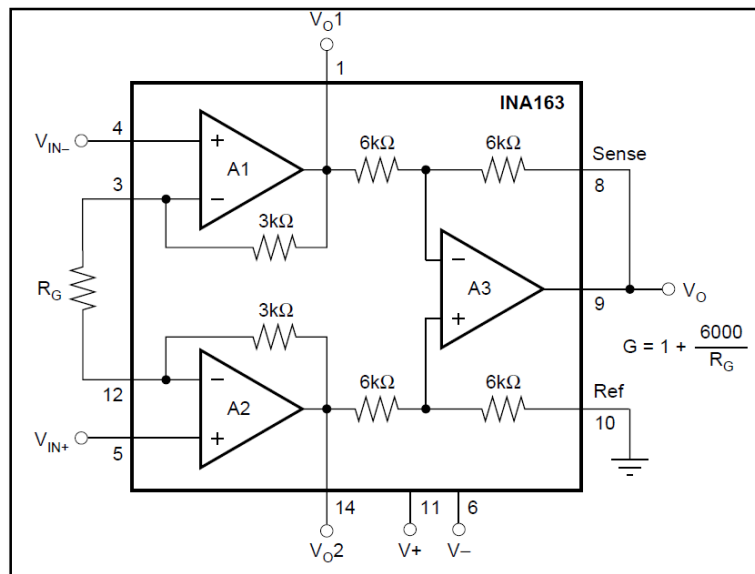 VO1
1
INA163
VIN–
4
+
A1
–
3
3kΩ
6kΩ
6kΩ
Sense
8
RG
–
A3
+
9
VO
G = 1 + 6000/RG
3kΩ
12
–
A2
+
VIN+
5
6kΩ
6kΩ
Ref
10
14
11
6
VO2
V+
V–